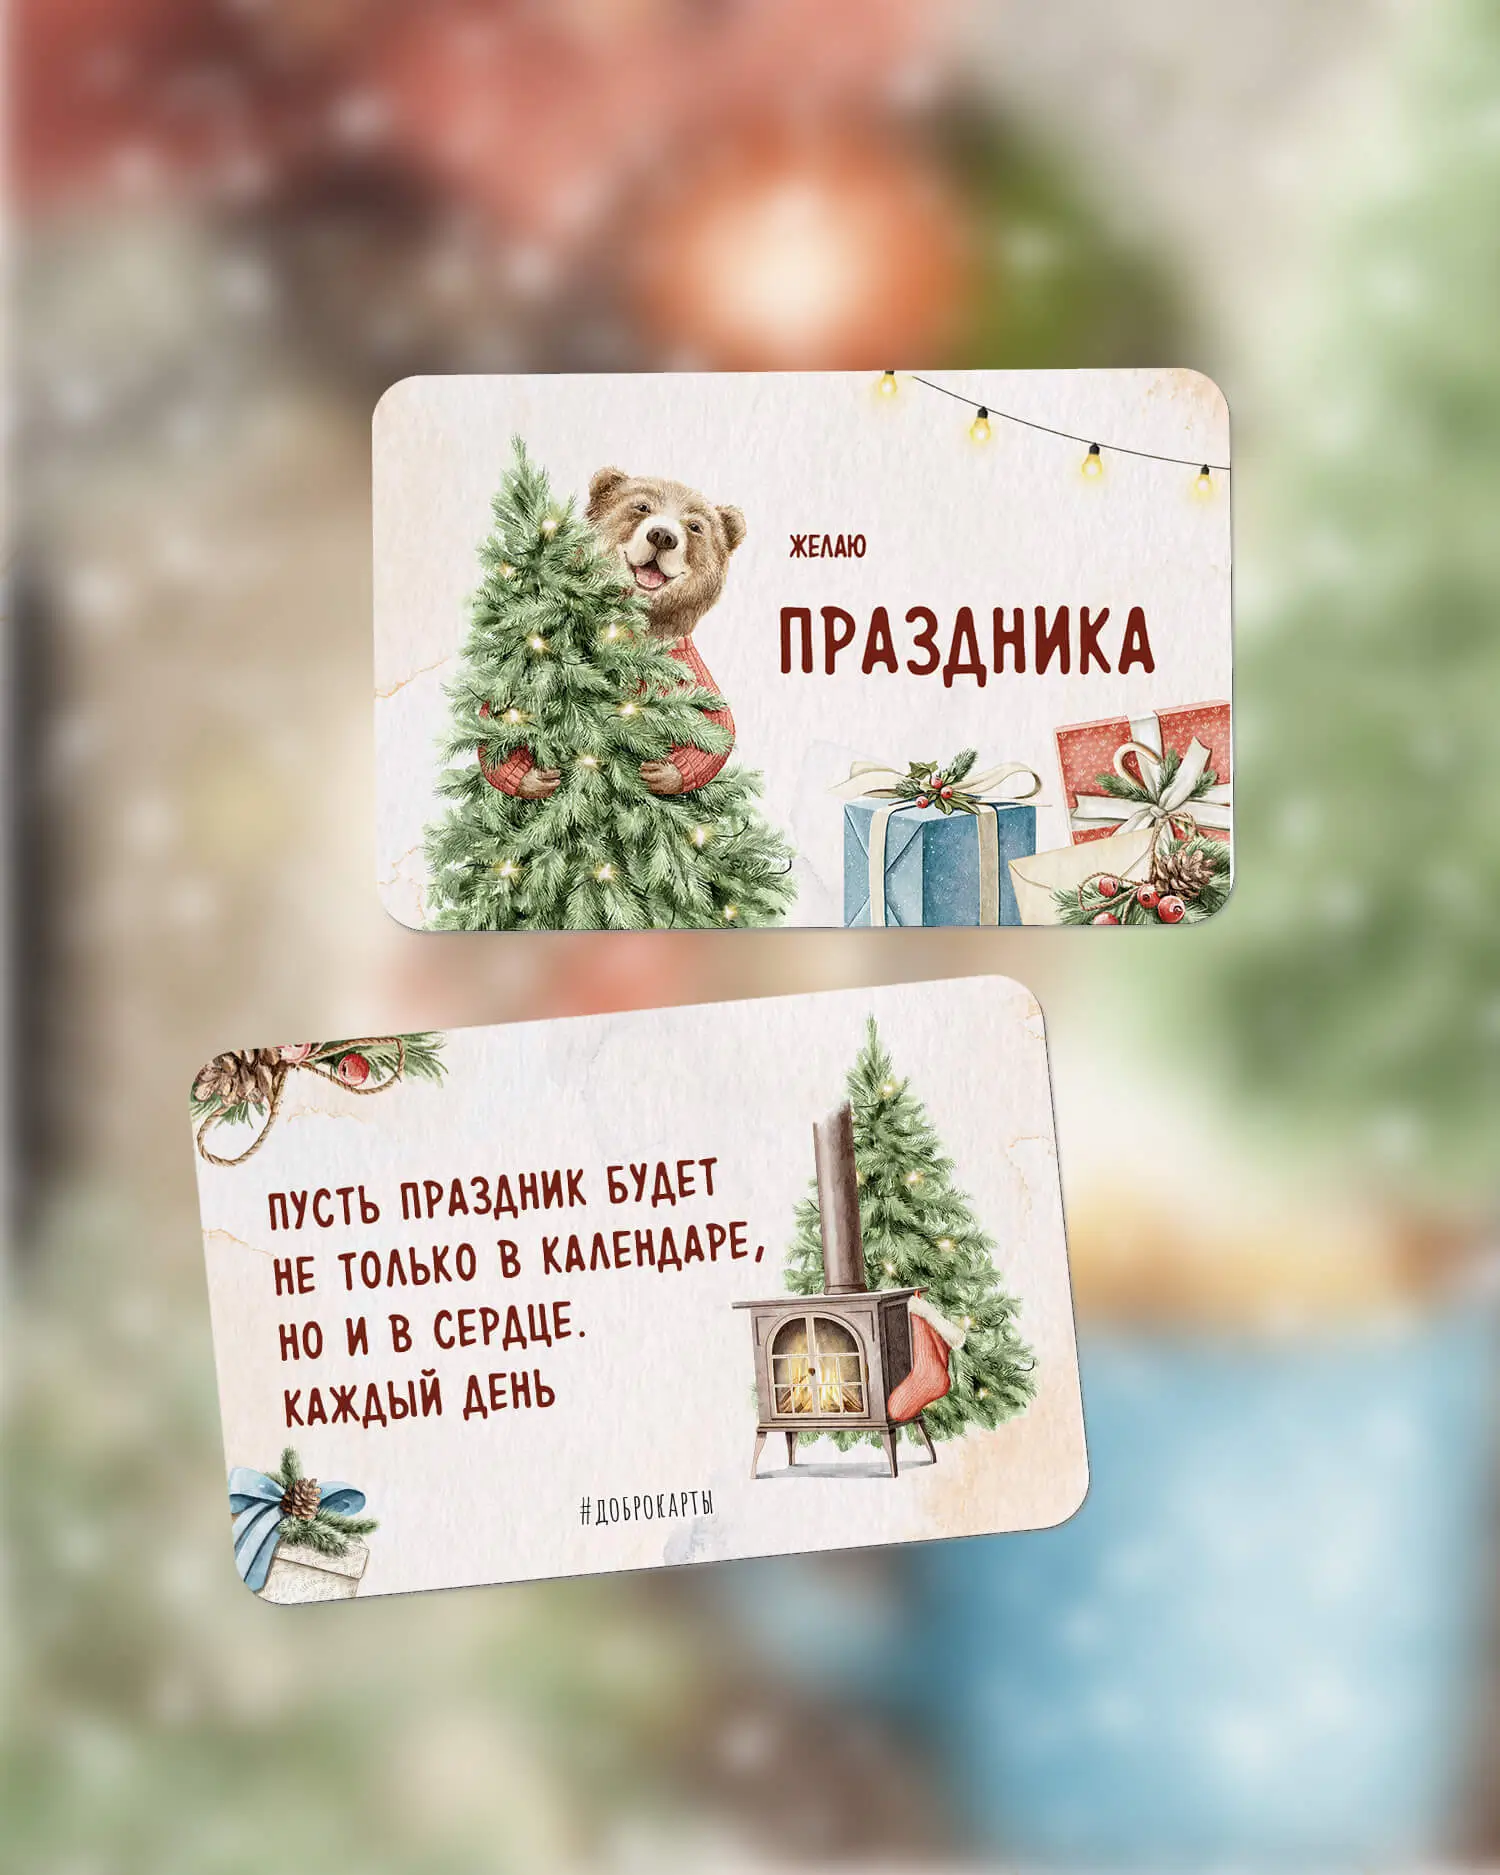 ЖЕЛАЮ
ПРАЗДНИКА
ПУСТЬ ПРАЗДНИК БУДЕТ
НЕ ТОЛЬКО В КАЛЕНДАРЕ,
НО И В СЕРДЦЕ.
КАЖДЫЙ ДЕНЬ
#ДОБРОКАРТЫ